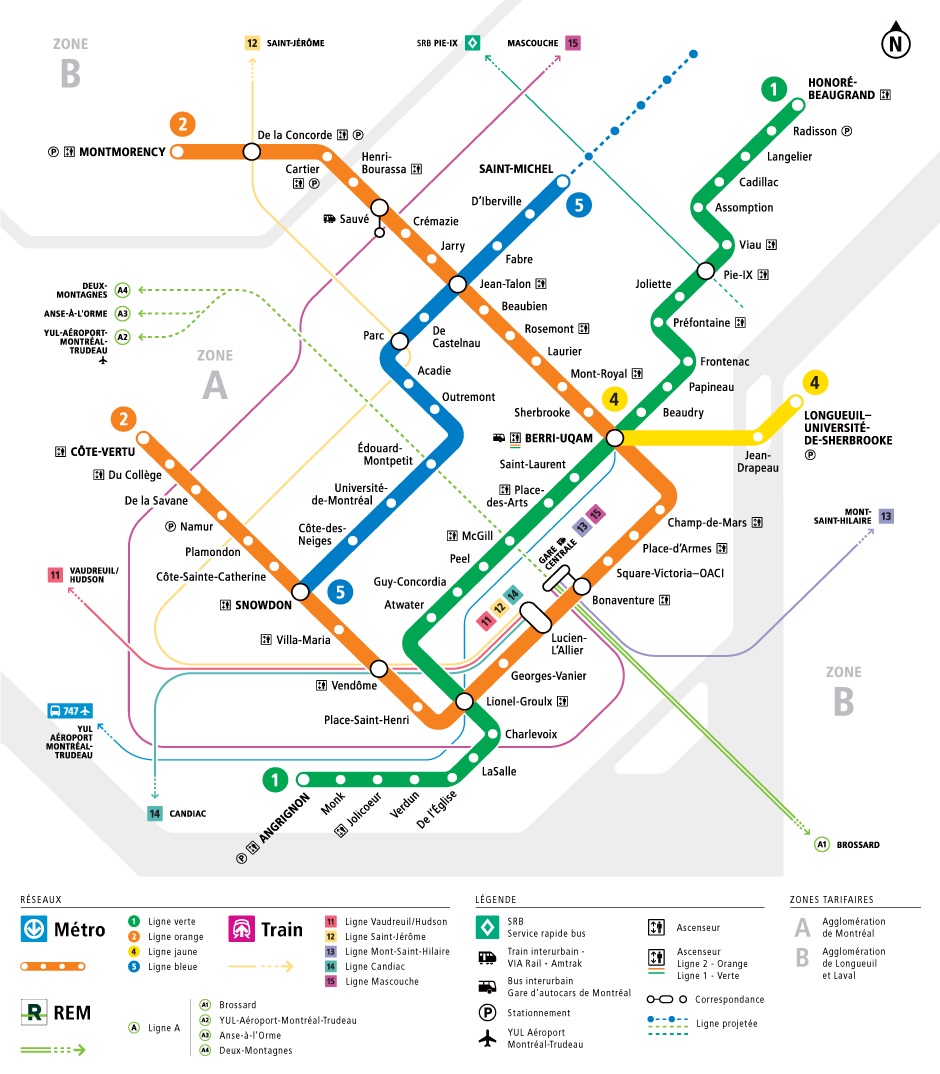 ZONE
B
12 SAINT-JÉRÔME
SRB PIE-IX
MASCOUCHE 15
N
1
HONORÉ-
BEAUGRAND
Radisson P
Langelier
Cadillac
Assomption
Viau
Pie-IX
Joliette
Préfontaine
Frontenac
Papineau
Beaudry
2
P MONTMORENCY
De la Concorde P
Cartier
P
Henri-
Bourassa
Sauvé
Crémazie
Jarry
Jean-Talon
Beaubien
Rosemont
Laurier
Mont-Royal
Sherbrooke
SAINT-MICHEL
5
D'Iberville
Fabre
De
Castelnau
Parc
Acadie
Outremont
Édouard-
Montpetit
Université-
de-Montréal
Côte-des-
Neiges
DEUX-
MONTAGNES A4
ANSE-À-L'ORME A3
YUL-AÉROPORT-
MONTRÉAL-
TRUDEAU A2
ZONE
A
4
BERRI-UQAM
4
LONGUEUIL–
UNIVERSITÉ-
DE-SHERBROOKE
P
Jean-
Drapeau
2
CÔTE-VERTU
Du Collège
De la Savane
P Namur
Plamondon
Côte-Sainte-Catherine
SNOWDON
5
Villa-Maria
Vendôme
Place-Saint-Henri
Saint-Laurent
Place-
des-Arts
McGill
Peel
Guy-Concordia
Atwater
GARE
CENTRALE
13 15
11 12 14
Champ-de-Mars
Place-d'Armes
Square-Victoria–OACI
Bonaventure
Lucien-
L'Allier
Georges-Vanier
Lionel-Groulx
Charlevoix
LaSalle
De l'Église
Verdun
Jolicoeur
Monk
P ANGRIGNON
1
MONT-
SAINT-HILAIRE 13
11 VAUDREUIL/
HUDSON
747
YUL
AÉROPORT
MONTRÉAL-
TRUDEAU
14 CANDIAC
ZONE
B
A1 BROSSARD
RÉSEAUX
Métro
1 Ligne verte
2 Ligne orange
4 Ligne jaune
5 Ligne bleue
Train
11 Ligne Vaudreuil/Hudson
12 Ligne Saint-Jérôme
13 Ligne Mont-Saint-Hilaire
14 Ligne Candiac
15 Ligne Mascouche
R REM
A Ligne A
A1 Brossard
A2 YUL-Aéroport-Montréal-Trudeau
A3 Anse-à-l'Orme
A4 Deux-Montagnes
LÉGENDE
SRB
Service rapide bus
Train interurbain -
VIA Rail - Amtrak
Bus interurbain
Gare d'autocars de Montréal
P Stationnement
YUL Aéroport
Montréal-Trudeau
Ascenseur
Ascenseur
Ligne 2 - Orange
Ligne 1 - Verte
Correspondance
Ligne projetée
ZONES TARIFAIRES
A Agglomération
de Montréal
B Agglomération
de Longueuil
et Laval